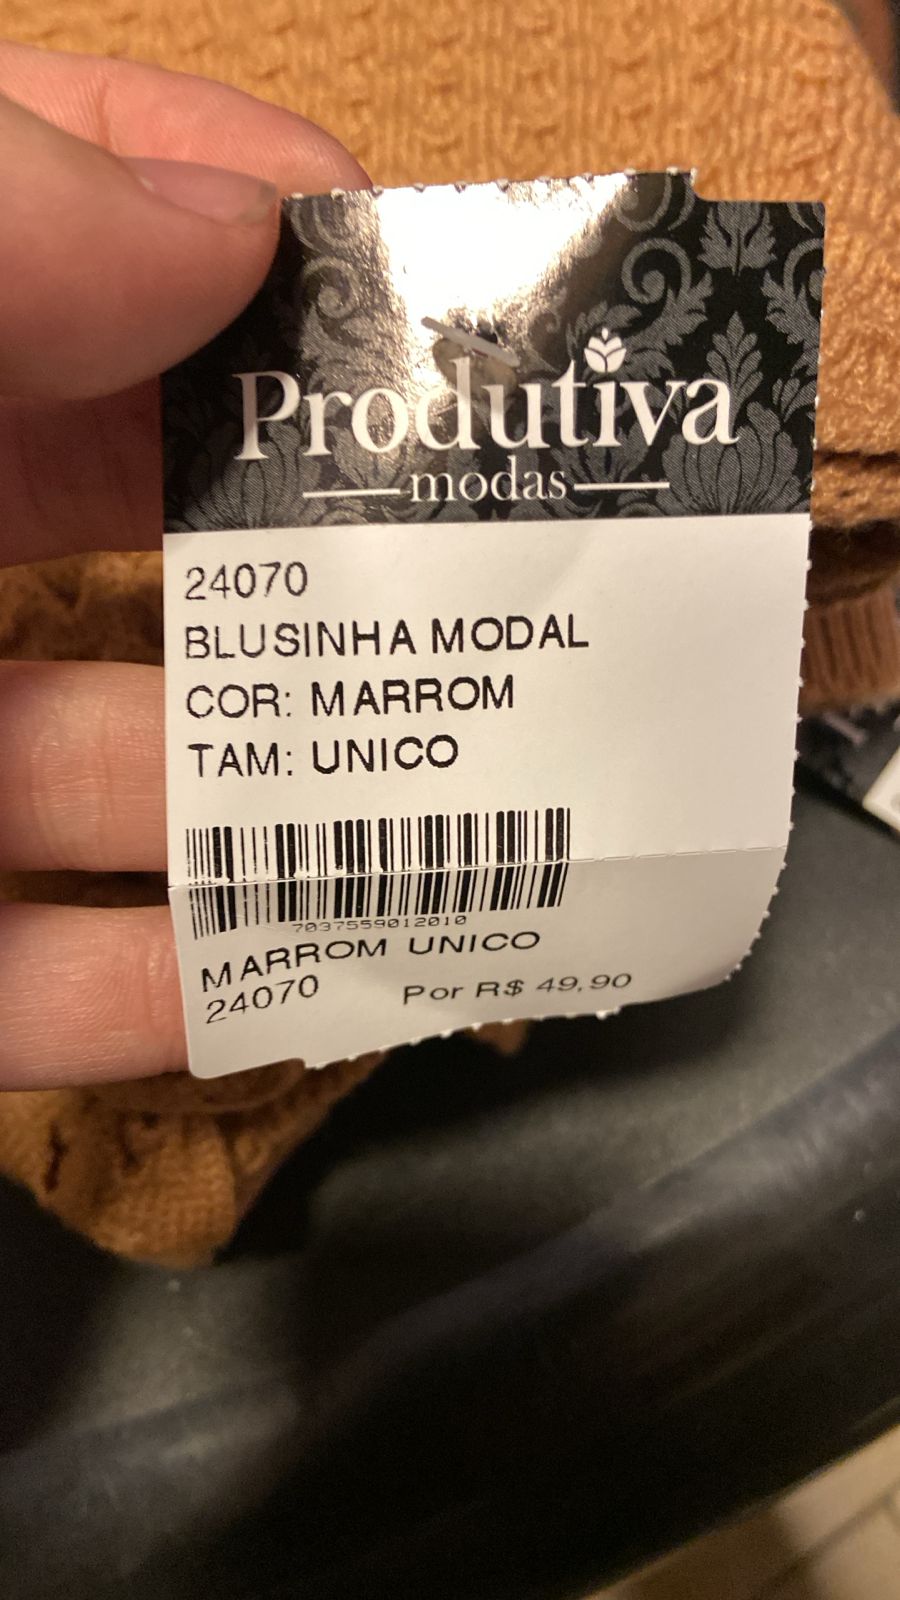 Produtiva
modas
24070
BLUSINHA MODAL
COR: MARROM
TAM: UNICO
7037559012010
MARROM UNICO
24070 Por R$ 49,90